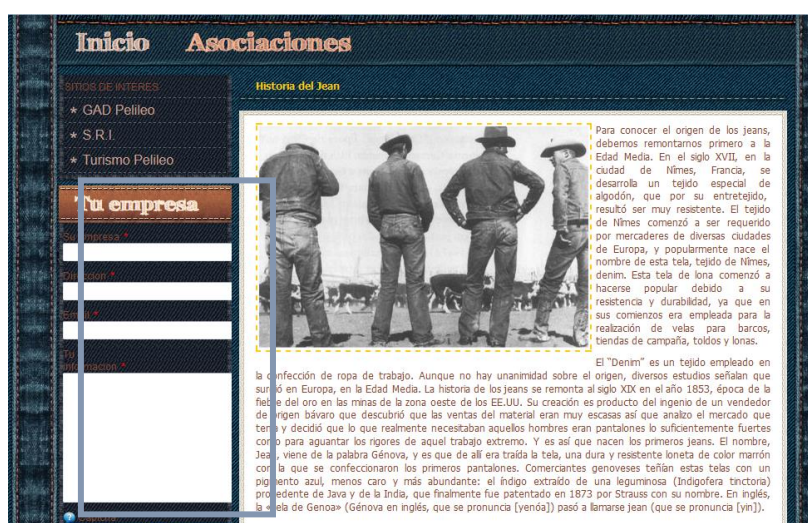 Inicio Asociaciones
SITIOS DE INTERES
* GAD Pelileo
* S.R.I.
* Turismo Pelileo
Tu empresa
Su empresa *
Dirección *
Email *
Tu
información *
Captcha
Historia del Jean
Para conocer el origen de los jeans,
debemos remontarnos primero a la
Edad Media. En el siglo XVII, en la
ciudad de Nîmes, Francia, se
desarrolla un tejido especial de
algodón, que por su entretejido,
resultó ser muy resistente. El tejido
de Nîmes comenzó a ser requerido
por mercaderes de diversas ciudades
de Europa, y popularmente nace el
nombre de esta tela, tejido de Nîmes,
denim. Esta tela de lona comenzó a
hacerse popular debido a su
resistencia y durabilidad, ya que en
sus comienzos era empleada para la
realización de velas para barcos,
tiendas de campaña, toldos y lonas.
El "Denim" es un tejido empleado en
la confección de ropa de trabajo. Aunque no hay unanimidad sobre el origen, diversos estudios señalan que
surgió en Europa, en la Edad Media. La historia de los jeans se remonta al siglo XIX en el año 1853, época de la
fiebre del oro en las minas de la zona oeste de los EE.UU. Su creación es producto del ingenio de un vendedor
de origen bávaro que descubrió que las ventas del material eran muy escasas así que analizo el mercado que
tenía y decidió que lo que realmente necesitaban aquellos hombres eran pantalones lo suficientemente fuertes
como para aguantar los rigores de aquel trabajo extremo. Y es así que nacen los primeros jeans. El nombre,
Jean, viene de la palabra Génova, y es que de allí era traída la tela, una dura y resistente loneta de color marrón
con la que se confeccionaron los primeros pantalones. Comerciantes genoveses teñían estas telas con un
pigmento azul, menos caro y más abundante: el índigo extraído de una leguminosa (Indigofera tinctoria)
procedente de Java y de la India, que finalmente fue patentado en 1873 por Strauss con su nombre. En inglés,
la «tela de Genoa» (Génova en inglés, que se pronuncia [yenóa]) pasó a llamarse jean (que se pronuncia [yin]).